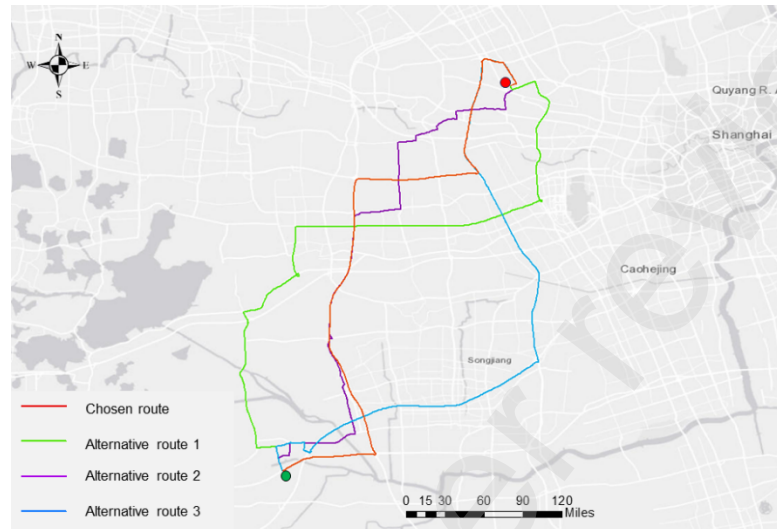 N
W E
S
Quyang R. A
Shanghai
Caohejing
Songjiang
Chosen route
Alternative route 1
Alternative route 2
Alternative route 3
0 15 30 60 90 120
Miles